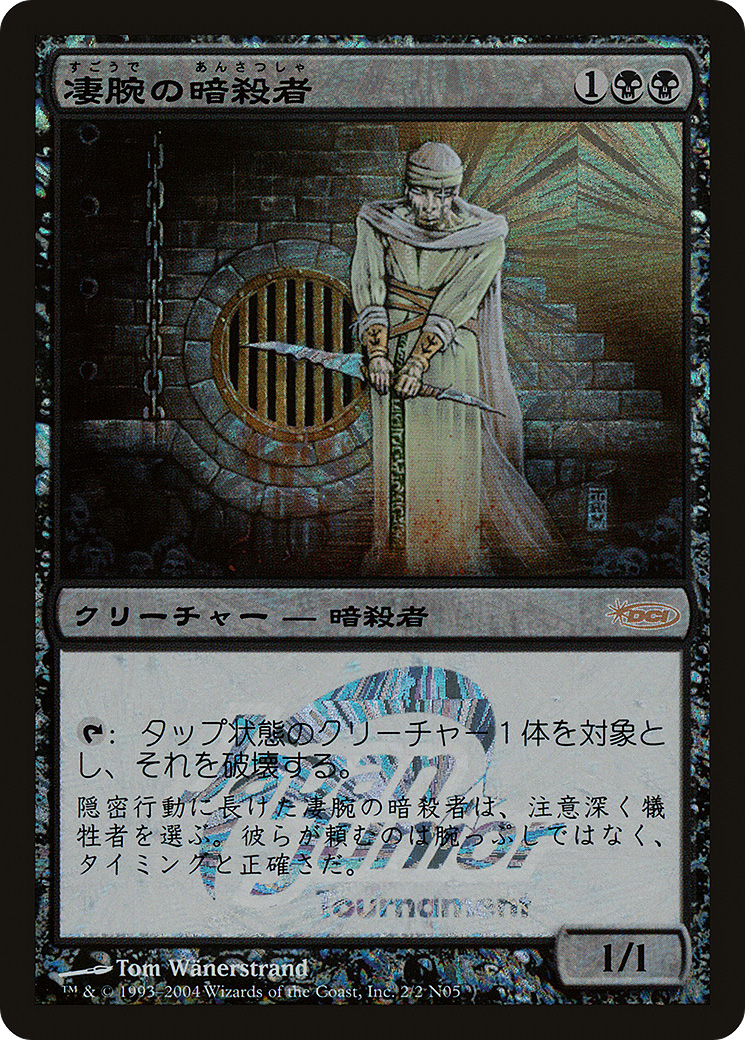 すごうで あんさつしゃ
凄腕の暗殺者 1
クリーチャー — 暗殺者
DCI
: タップ状態のクリーチャー1体を対象と
し、それを破壊する。
隠密行動に長けた凄腕の暗殺者は、注意深く犠
牲者を選ぶ。彼らが頼むのは腕っぷしではなく、
タイミングと正確さだ。
Japan
Junior
Tournament
1/1
Tom Wänerstrand
™ & © 1993–2004 Wizards of the Coast, Inc. 2/2 N05